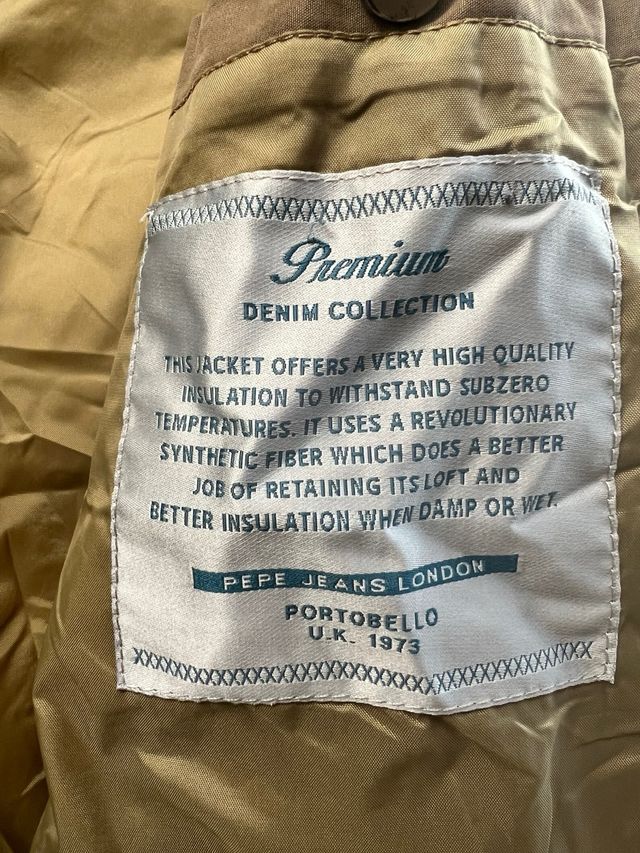 Premium
DENIM COLLECTION
THIS JACKET OFFERS A VERY HIGH QUALITY
INSULATION TO WITHSTAND SUBZERO
TEMPERATURES. IT USES A REVOLUTIONARY
SYNTHETIC FIBER WHICH DOES A BETTER
JOB OF RETAINING ITS LOFT AND
BETTER INSULATION WHEN DAMP OR WET.
PEPE JEANS LONDON
PORTOBELLO
U.K. 1973